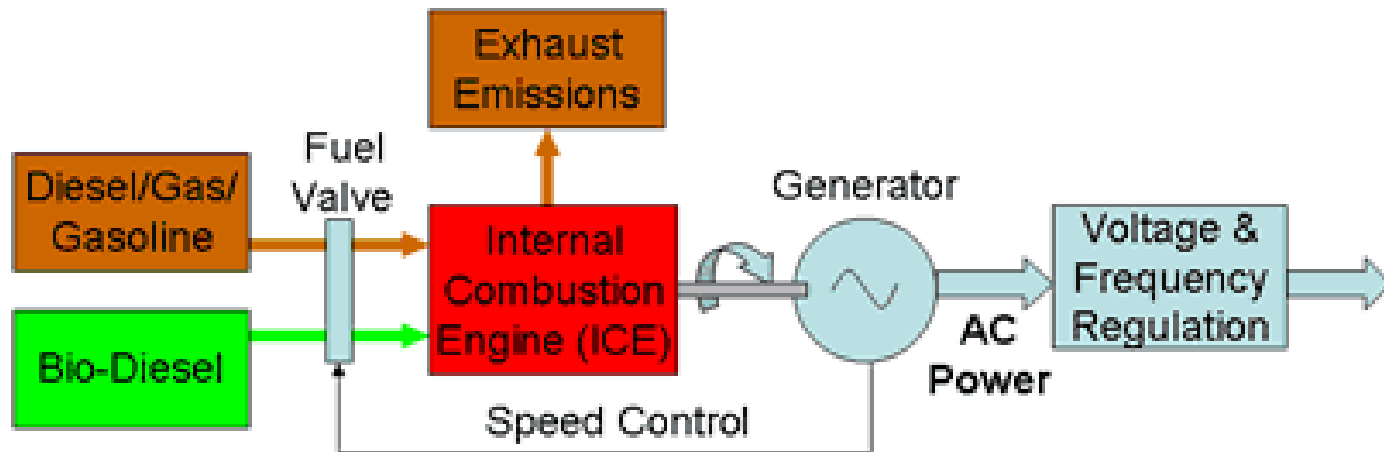 Exhaust
Emissions
Fuel
Valve
Diesel/Gas/
Gasoline
Bio-Diesel
Internal
Combustion
Engine (ICE)
Generator
AC
Power
Voltage &
Frequency
Regulation
Speed Control